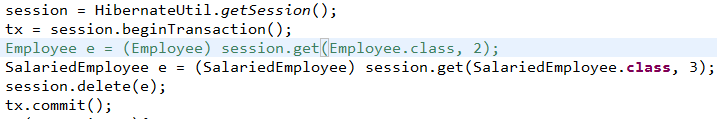 session = HibernateUtil.getSession();
tx = session.beginTransaction();
Employee e = (Employee) session.get(Employee.class, 2);
SalariedEmployee e = (SalariedEmployee) session.get(SalariedEmployee.class, 3);
session.delete(e);
tx.commit();